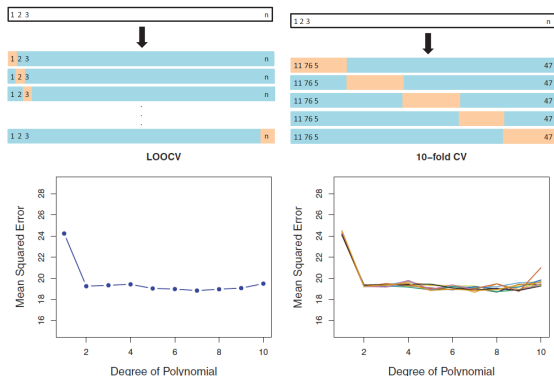 1 2 3 n
1 2 3 n
1 2 3 n
1 2 3 n
.
.
.
1 2 3 n
1 2 3 n
11 76 5 47
11 76 5 47
11 76 5 47
11 76 5 47
11 76 5 47
LOOCV
Mean Squared Error
28
26
24
22
20
18
16
2 4 6 8 10
Degree of Polynomial
10-fold CV
Mean Squared Error
28
26
24
22
20
18
16
2 4 6 8 10
Degree of Polynomial